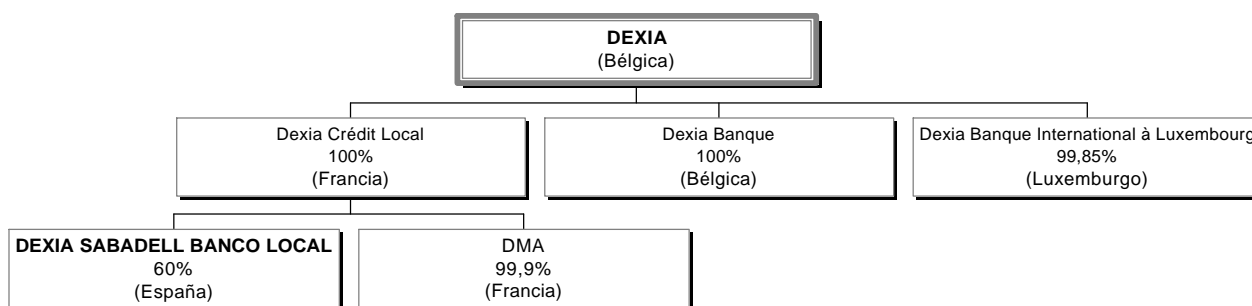 DEXIA
(Bélgica)
Dexia Crédit Local
100%
(Francia)
Dexia Banque
100%
(Bélgica)
Dexia Banque International à Luxembourg
99,85%
(Luxemburgo)
DEXIA SABADELL BANCO LOCAL
60%
(España)
DMA
99,9%
(Francia)